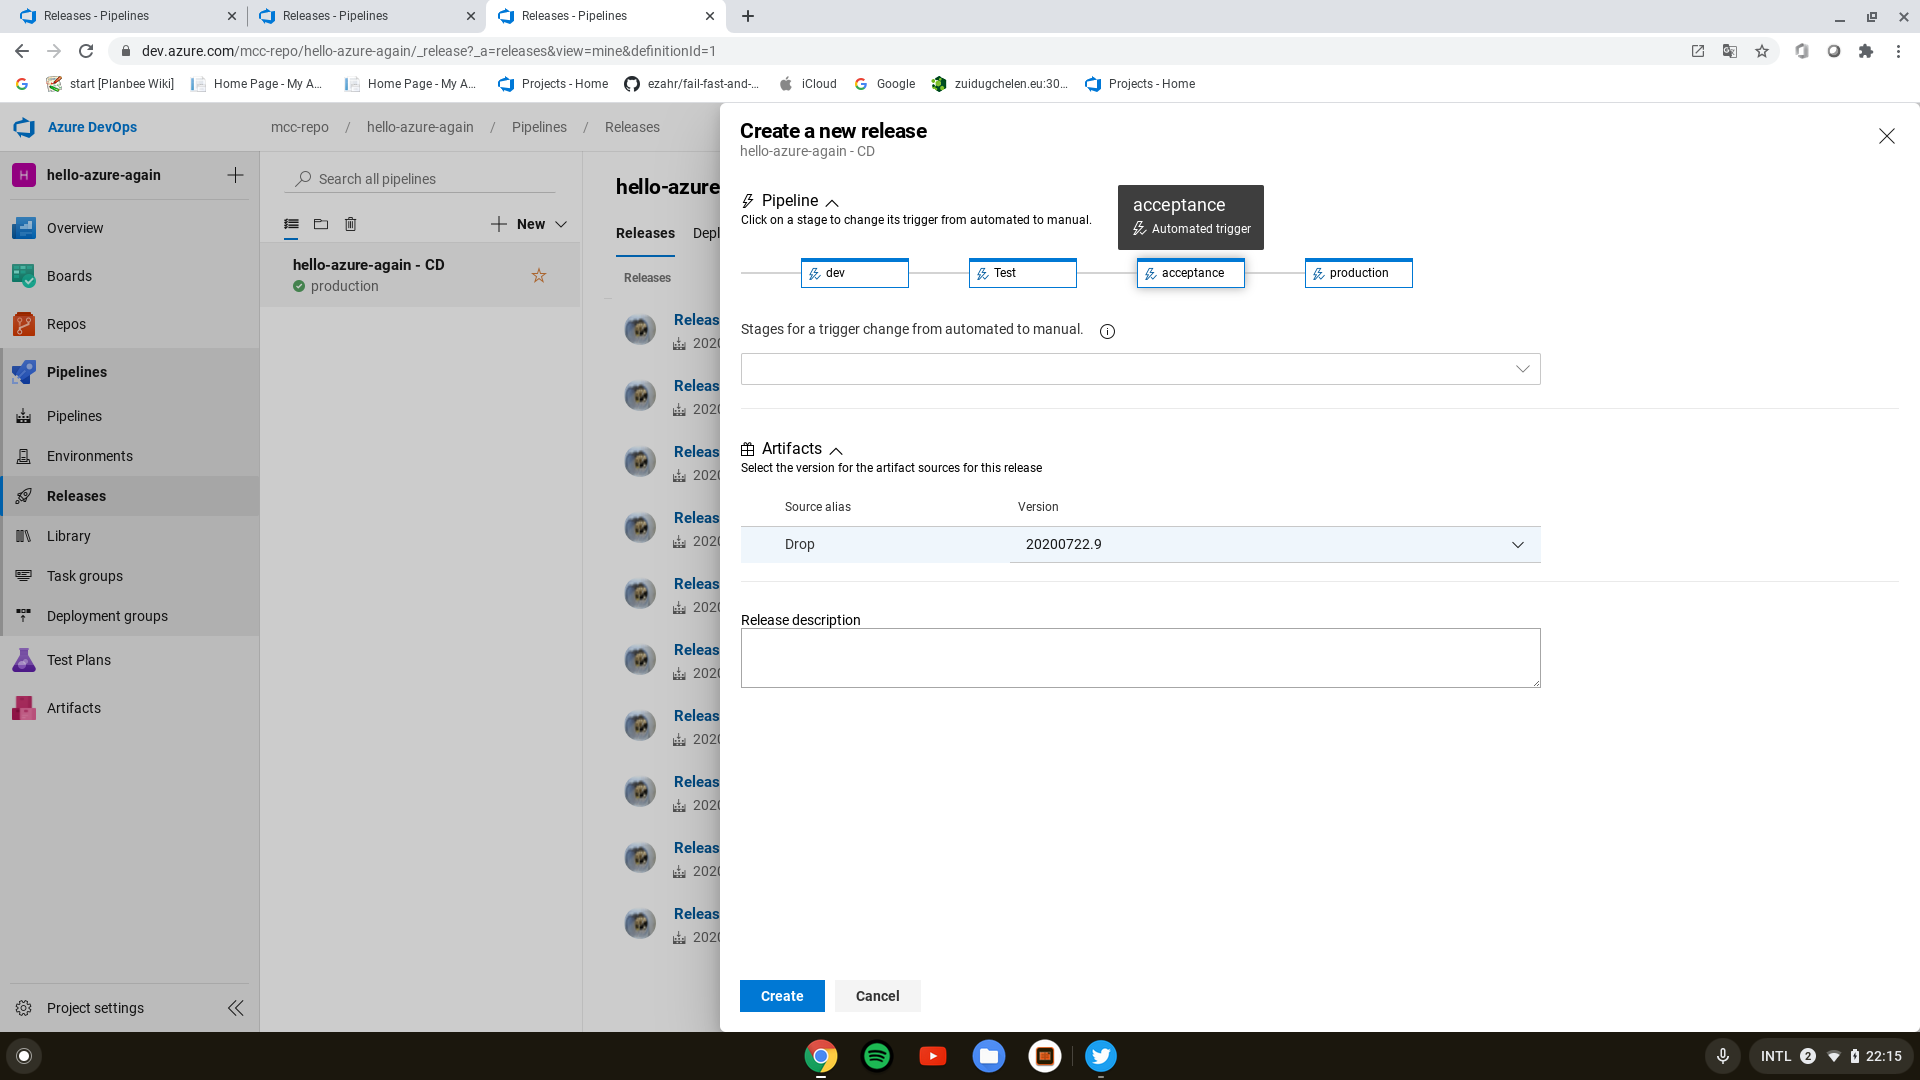 Releases - Pipelines
Releases - Pipelines
Releases - Pipelines
dev.azure.com/mcc-repo/hello-azure-again/_release?_a=releases&view=mine&definitionId=1
start [Planbee Wiki]
Home Page - My A...
Home Page - My A...
Projects - Home
ezahr/fail-fast-and-...
iCloud
Google
zuidugchelen.eu:30...
Projects - Home
Azure DevOps
mcc-repo / hello-azure-again / Pipelines / Releases
H hello-azure-again
Overview
Boards
Repos
Pipelines
Pipelines
Environments
Releases
Library
Task groups
Deployment groups
Test Plans
Artifacts
Project settings
Search all pipelines
New
hello-azure-again - CD
production
hello-azure
Releases Depl
Releases
Releas
202
Releas
202
Releas
202
Releas
202
Releas
202
Releas
202
Releas
202
Releas
202
Releas
202
Releas
202
Create a new release
hello-azure-again - CD
Pipeline
Click on a stage to change its trigger from automated to manual.
acceptance
Automated trigger
dev
Test
acceptance
production
Stages for a trigger change from automated to manual.
Artifacts
Select the version for the artifact sources for this release
Source alias Version
Drop 20200722.9
Release description
Create
Cancel
INTL 2 22:15